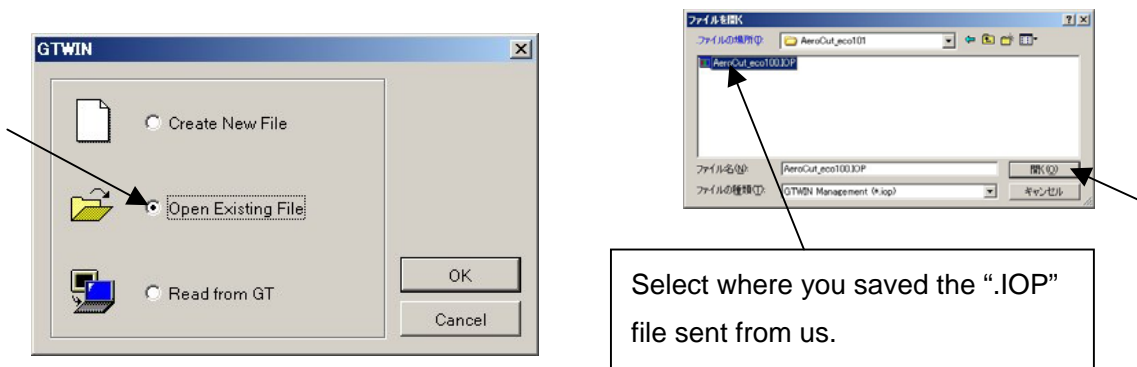 GTWIN
Create New File
Open Existing File
Read from GT
OK
Cancel
ファイルを開く
ファイルの場所(I):
AeroCut_eco101
AeroCut_eco100.IOP
ファイル名(N):
AeroCut_eco100.IOP
開く(O)
ファイルの種類(T):
GTWIN Management (*.iop)
キャンセル
Select where you saved the “.IOP”
file sent from us.